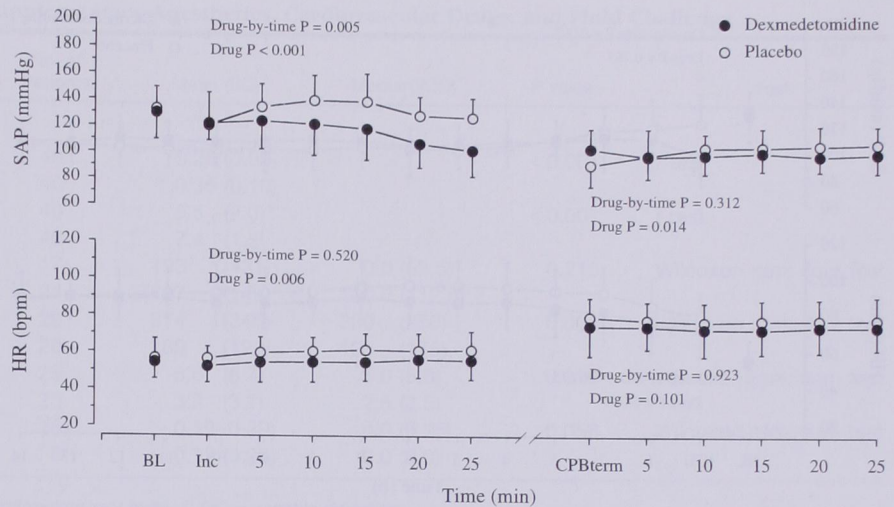 Dexmedetomidine
Placebo
SAP (mmHg)
200
180
160
140
120
100
80
60
Drug-by-time P = 0.005
Drug P < 0.001
Drug-by-time P = 0.312
Drug P = 0.014
HR (bpm)
120
100
80
60
40
20
Drug-by-time P = 0.520
Drug P = 0.006
Drug-by-time P = 0.923
Drug P = 0.101
BL Inc 5 10 15 20 25 CPBterm 5 10 15 20 25
Time (min)